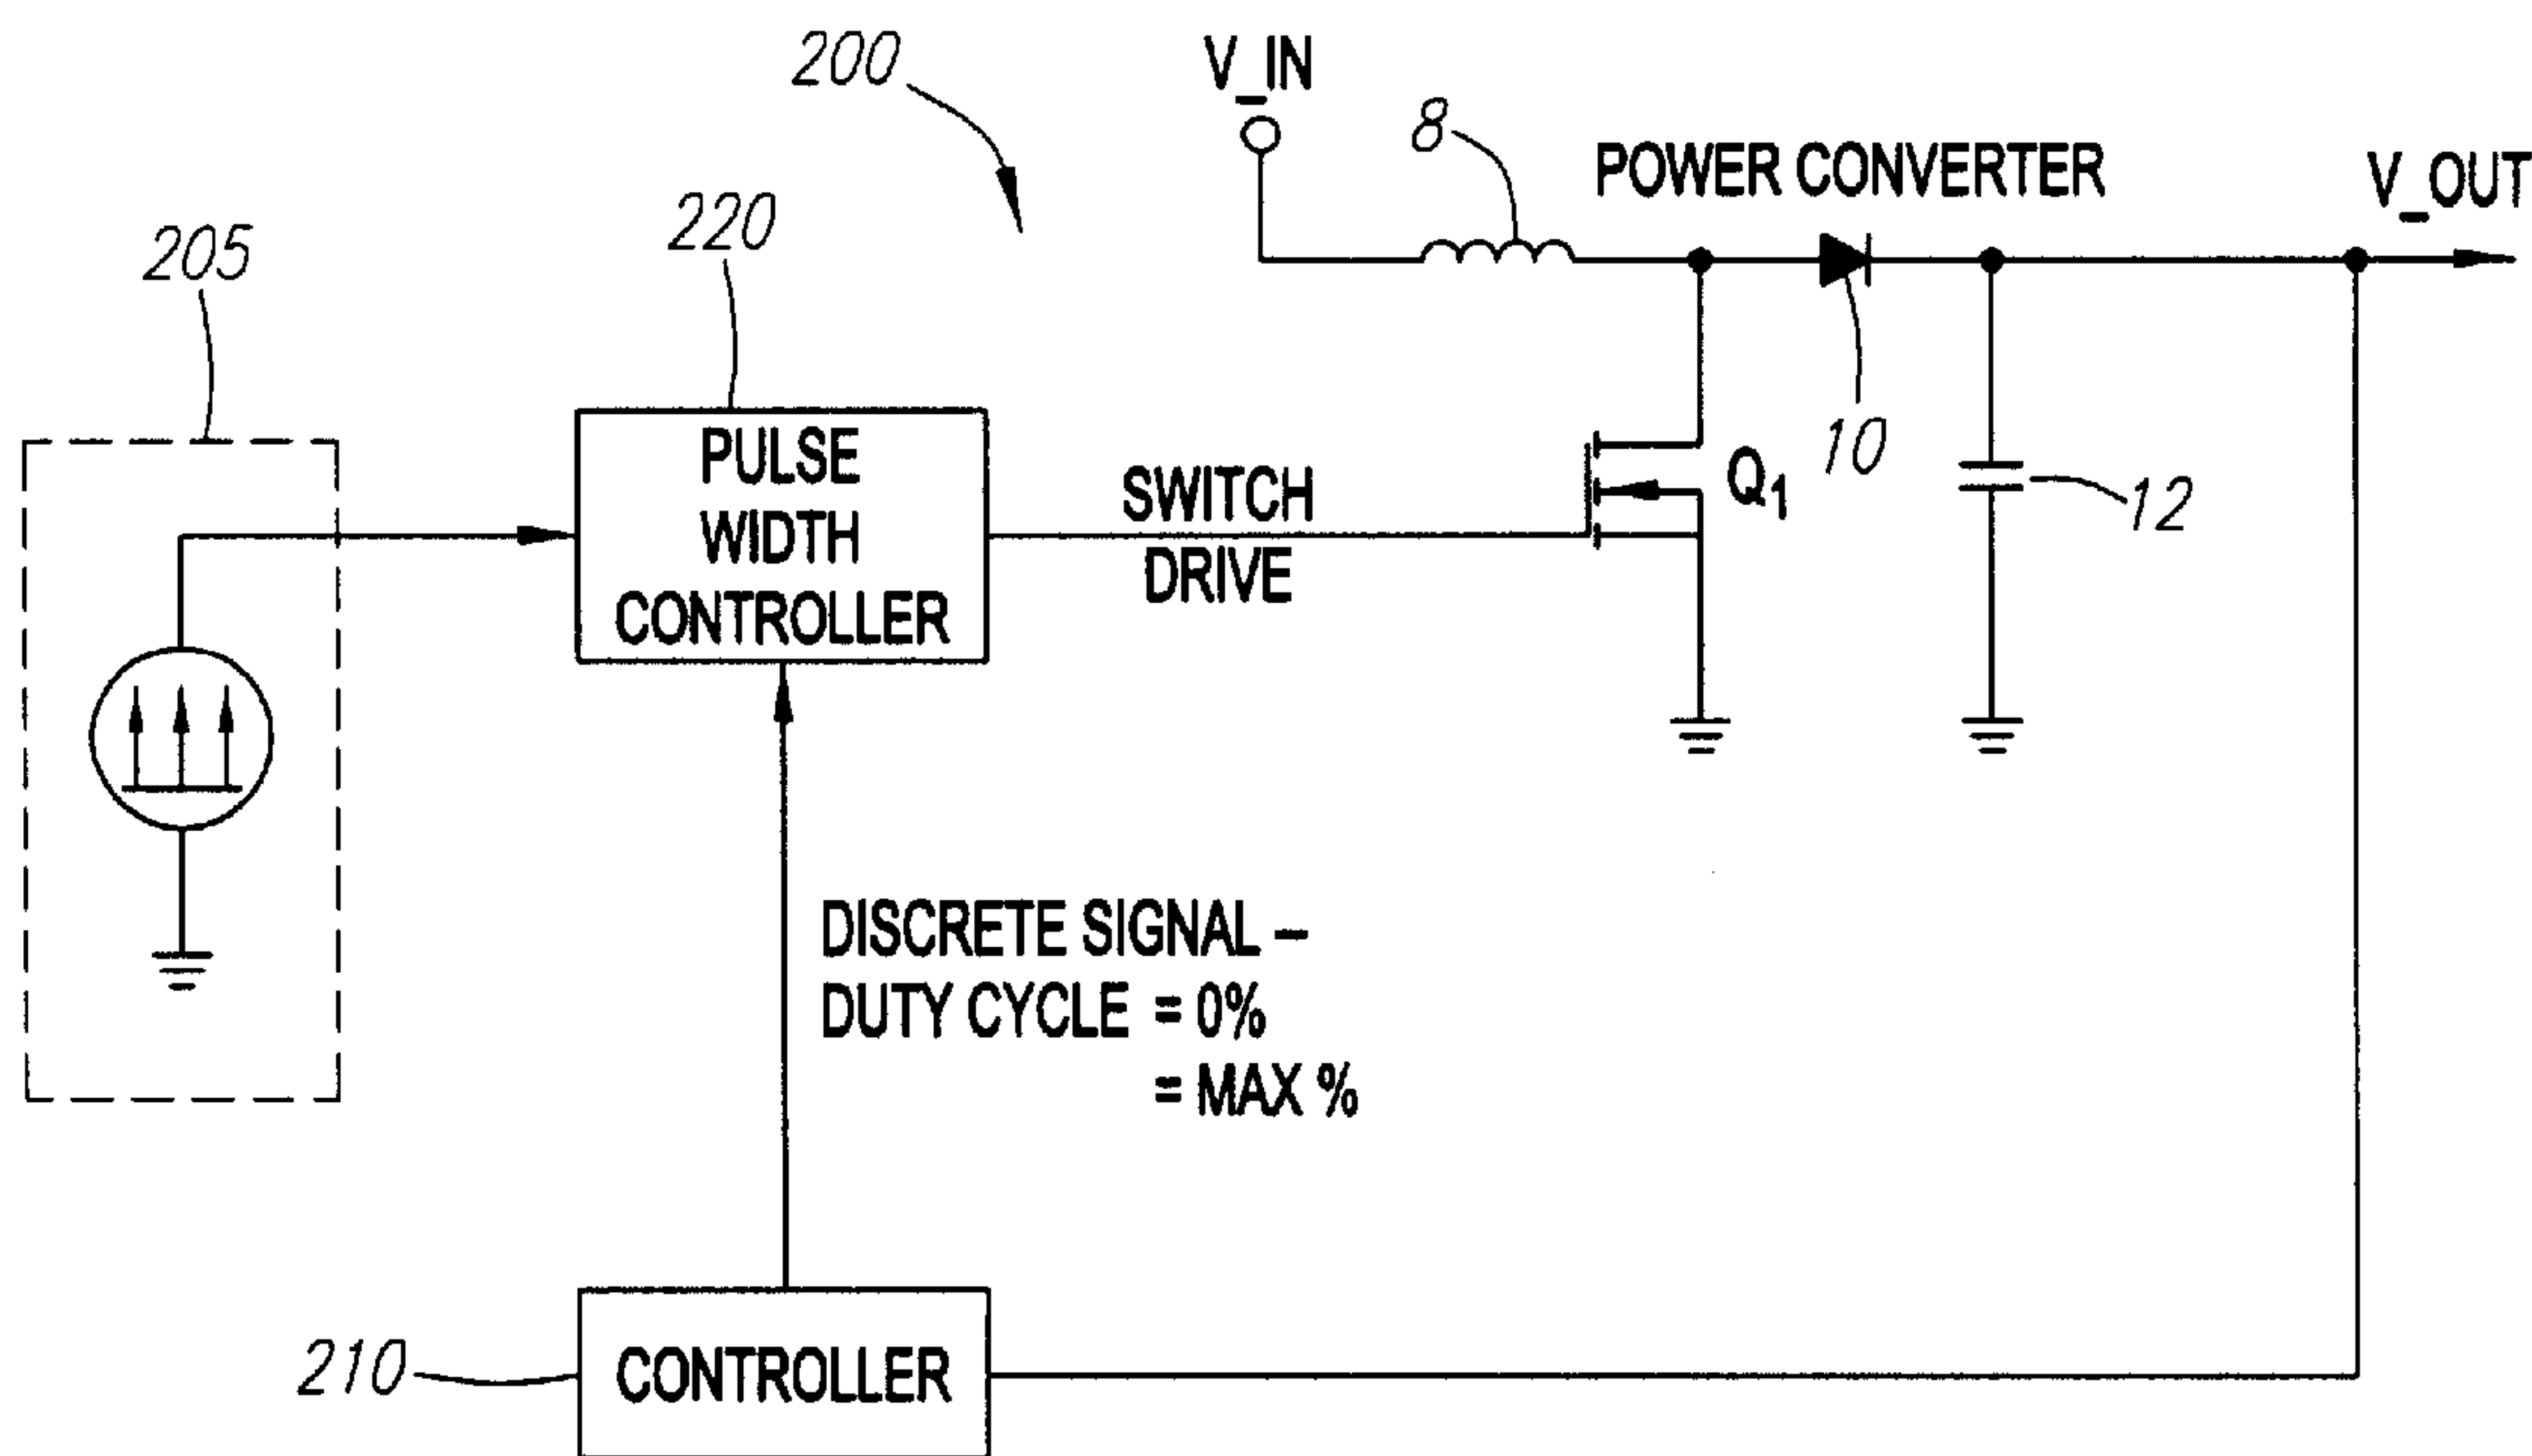 200
V_IN
8
POWER CONVERTER
V_OUT
220
205
PULSE
WIDTH
CONTROLLER
SWITCH
DRIVE
Q1
10
12
DISCRETE SIGNAL –
DUTY CYCLE = 0%
= MAX %
210
CONTROLLER